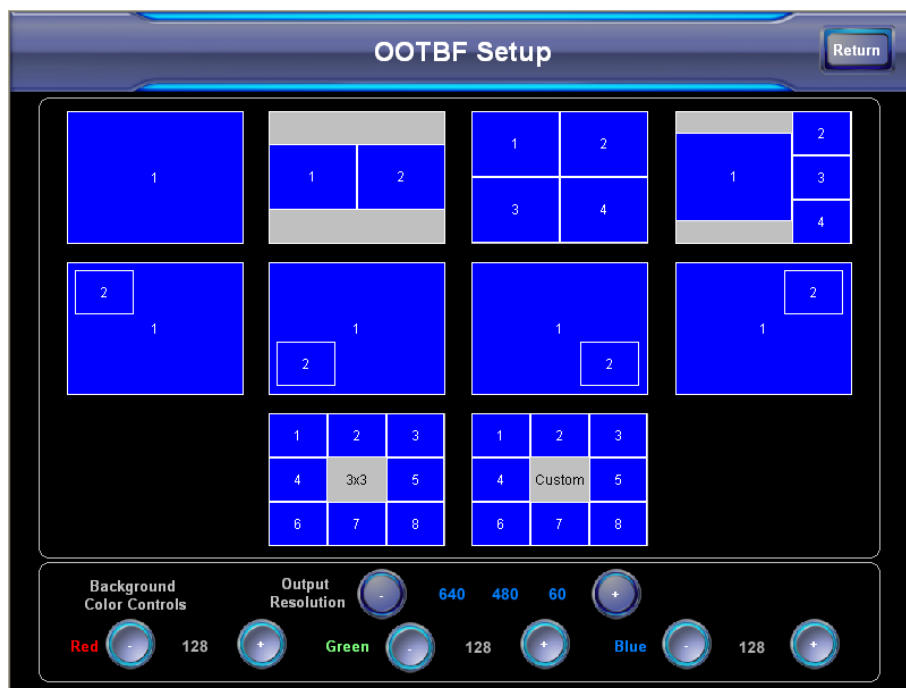 OOTBF Setup
Return
1
1 2
1 2
3 4
1 2
3
4
2
1
1
2
1
2
2
1
1 2 3
4 3x3 5
6 7 8
1 2 3
4 Custom 5
6 7 8
Background
Color Controls
Output
Resolution
- 640 480 60 +
Red - 128 + Green - 128 + Blue - 128 +